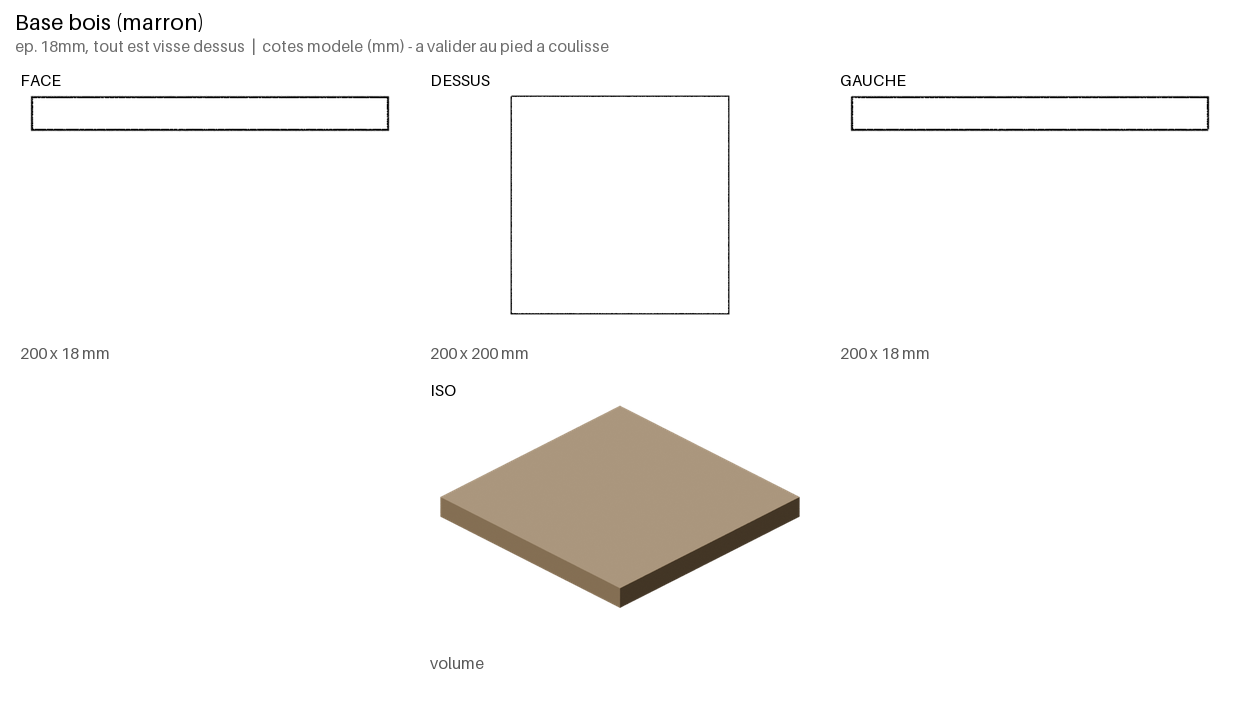 Base bois (marron)
ep. 18mm, tout est visse dessus | cotes modele (mm) - a valider au pied a coulisse
FACE
DESSUS
GAUCHE
200 x 18 mm
200 x 200 mm
200 x 18 mm
ISO
volume